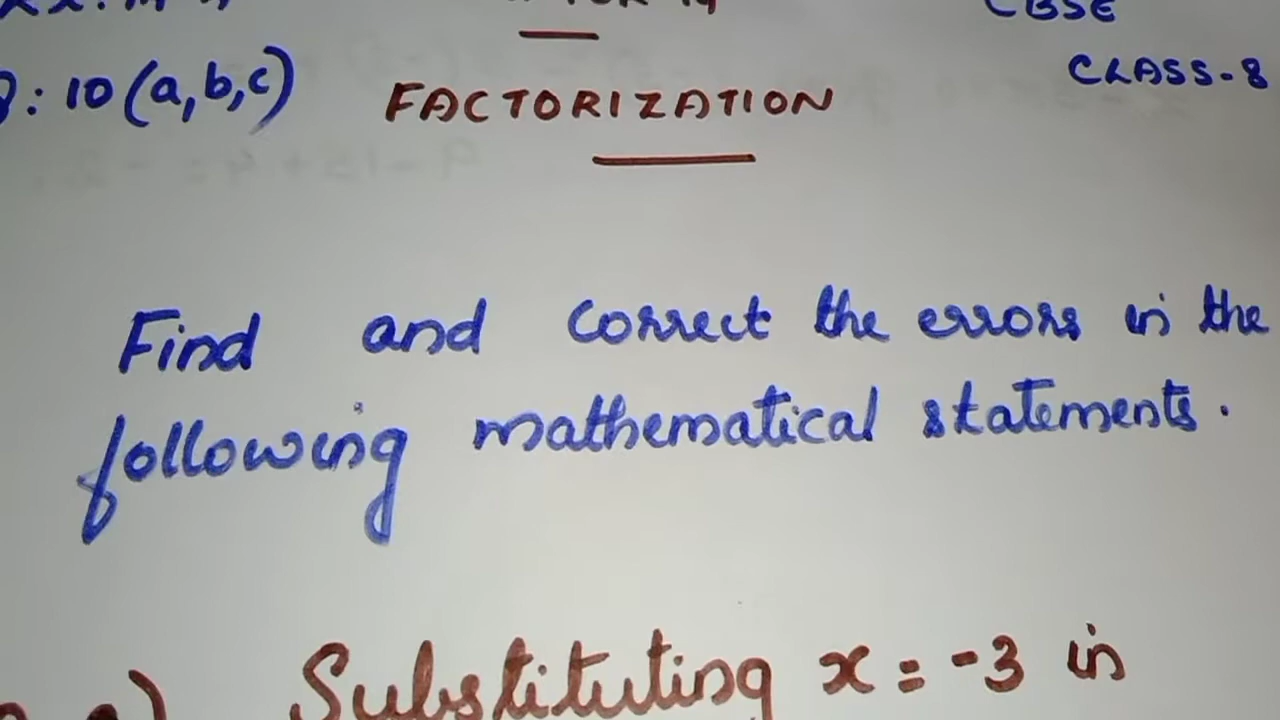 CBSE
CLASS-8
: 10 (a,b,c)
FACTORIZATION
Find and correct the errors in the
following mathematical statements.
Substituting x = -3 in